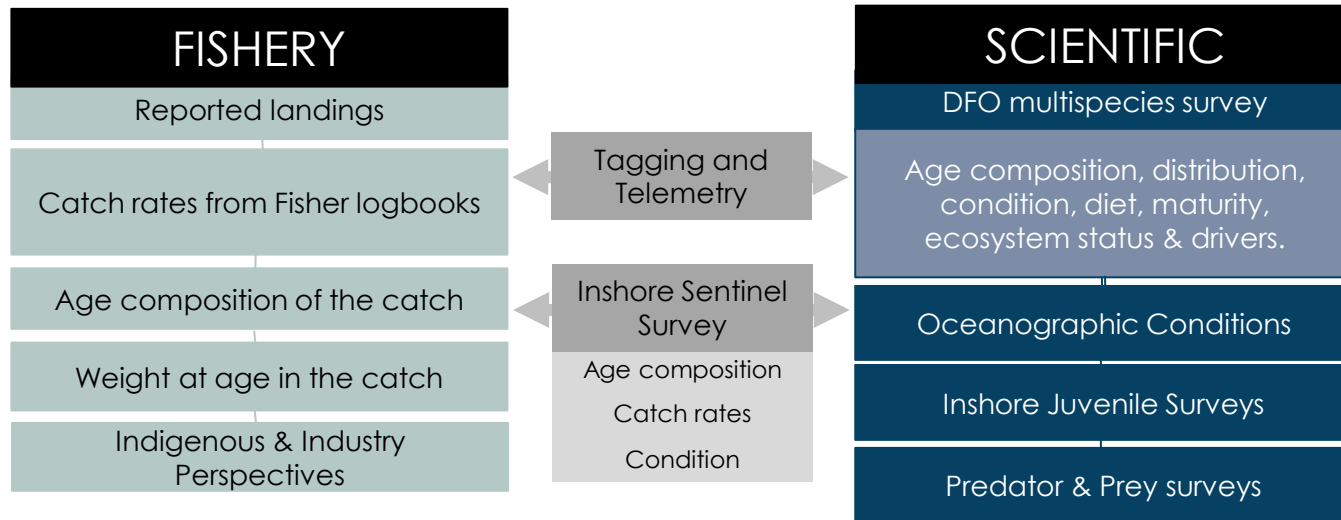 FISHERY
Reported landings
Catch rates from Fisher logbooks
Age composition of the catch
Weight at age in the catch
Indigenous & Industry
Perspectives
Tagging and
Telemetry
Inshore Sentinel
Survey
Age composition
Catch rates
Condition
SCIENTIFIC
DFO multispecies survey
Age composition, distribution,
condition, diet, maturity,
ecosystem status & drivers.
Oceanographic Conditions
Inshore Juvenile Surveys
Predator & Prey surveys